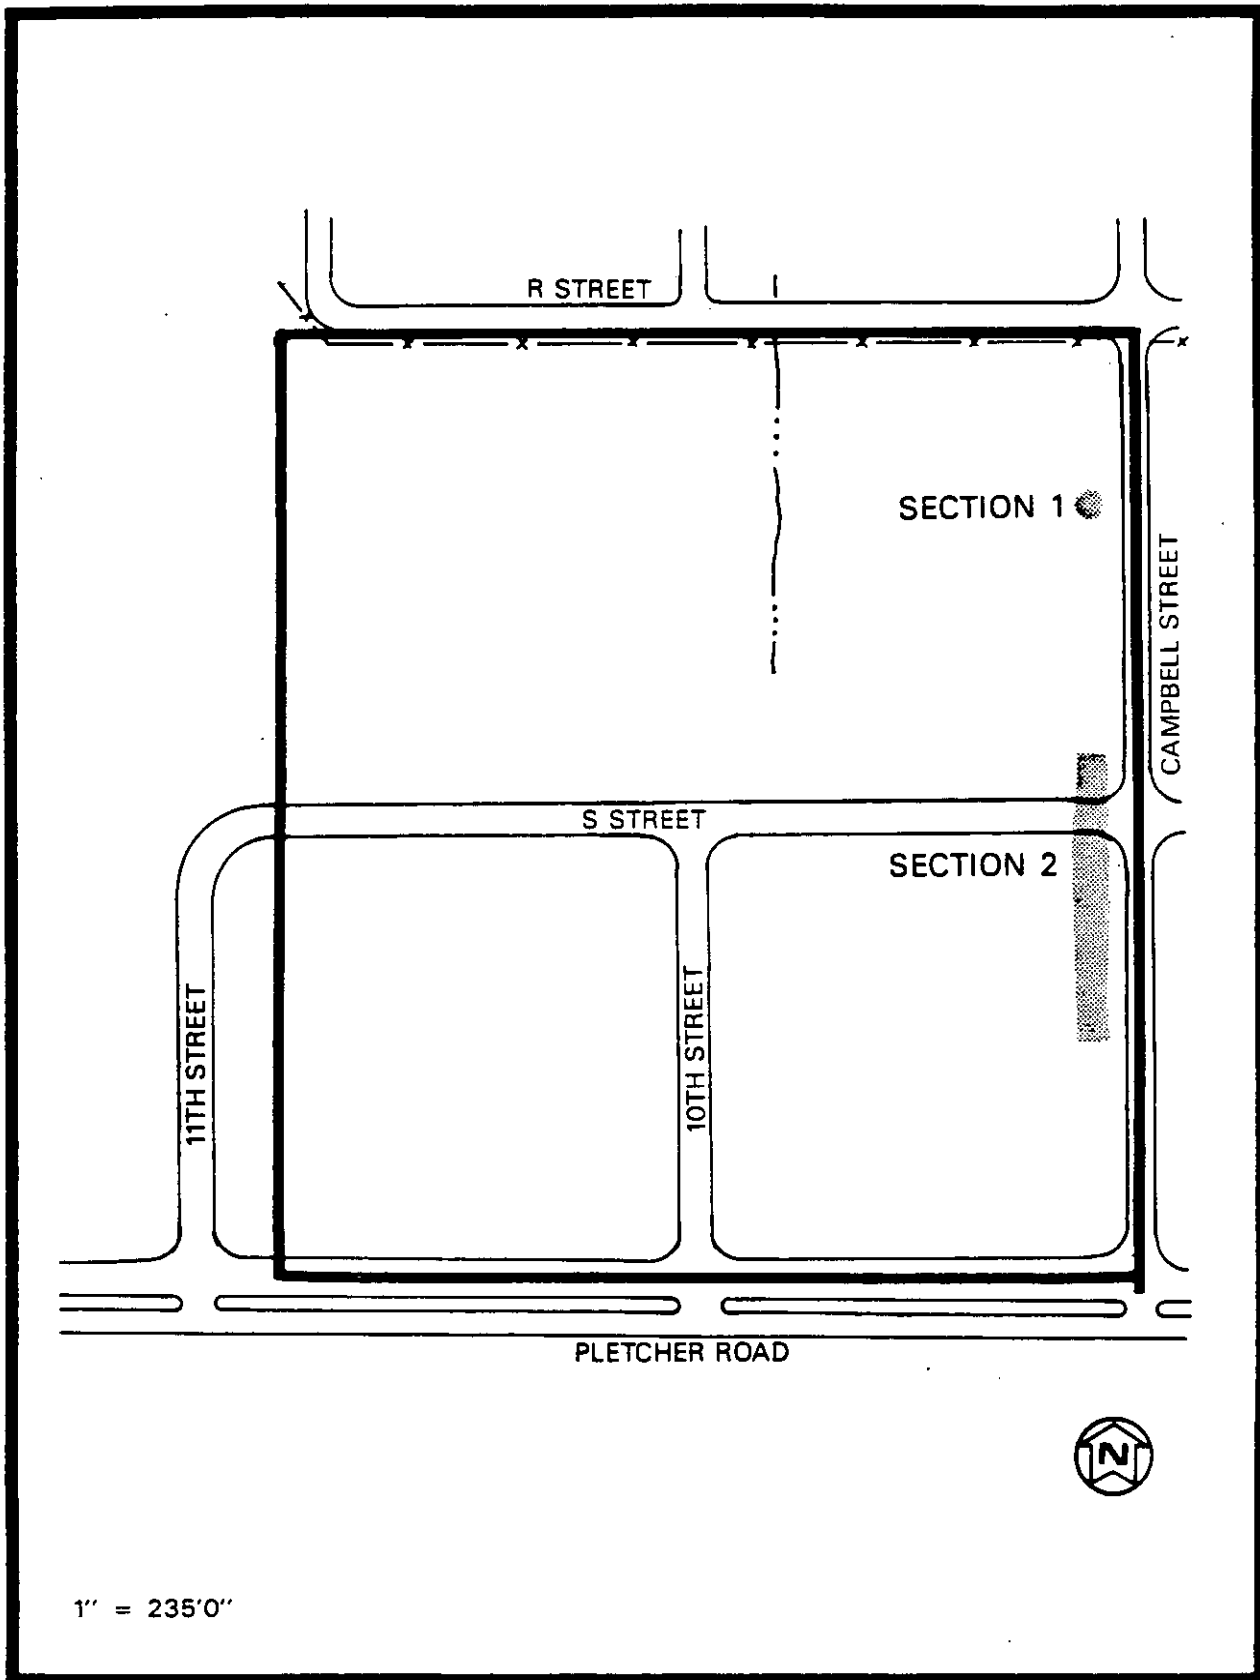 R STREET
SECTION 1
CAMPBELL STREET
S STREET
SECTION 2
11TH STREET
10TH STREET
PLETCHER ROAD
N
1" = 235'0"